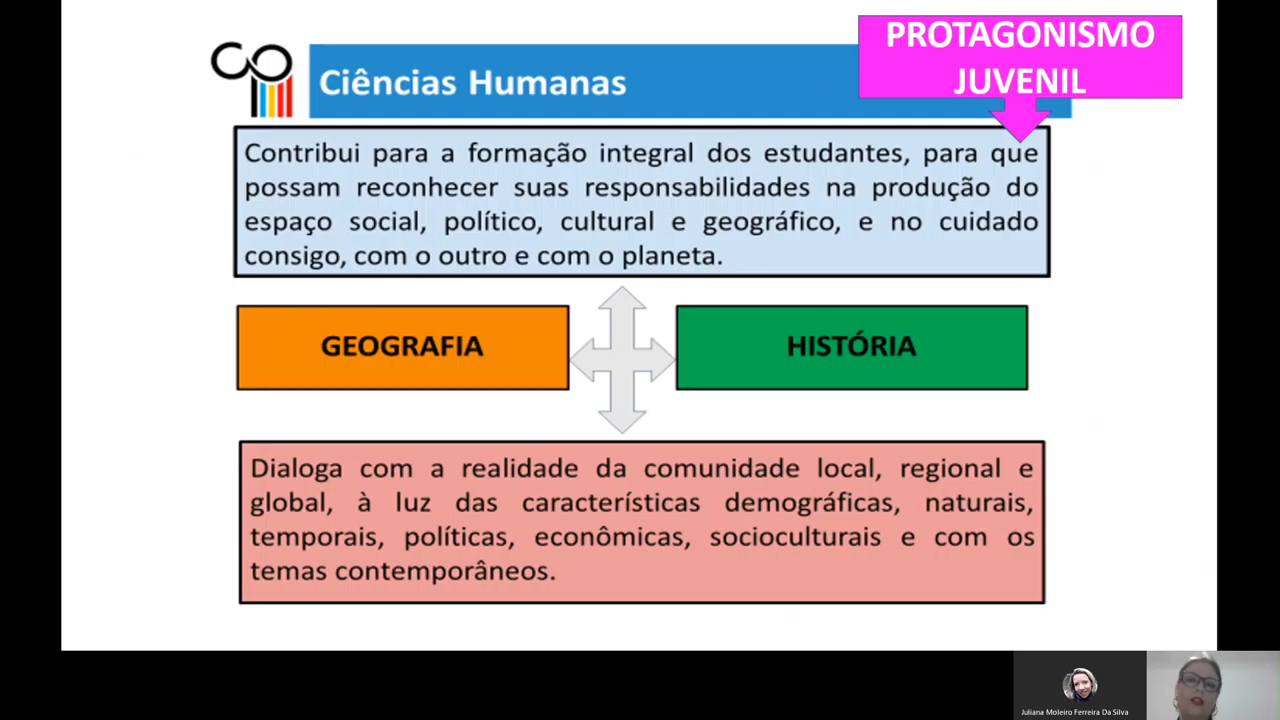 PROTAGONISMO
JUVENIL
Ciências Humanas
Contribui para a formação integral dos estudantes, para que
possam reconhecer suas responsabilidades na produção do
espaço social, político, cultural e geográfico, e no cuidado
consigo, com o outro e com o planeta.
GEOGRAFIA
HISTÓRIA
Dialoga com a realidade da comunidade local, regional e
global, à luz das características demográficas, naturais,
temporais, políticas, econômicas, socioculturais e com os
temas contemporâneos.
Juliana Moleiro Ferreira Da Silva